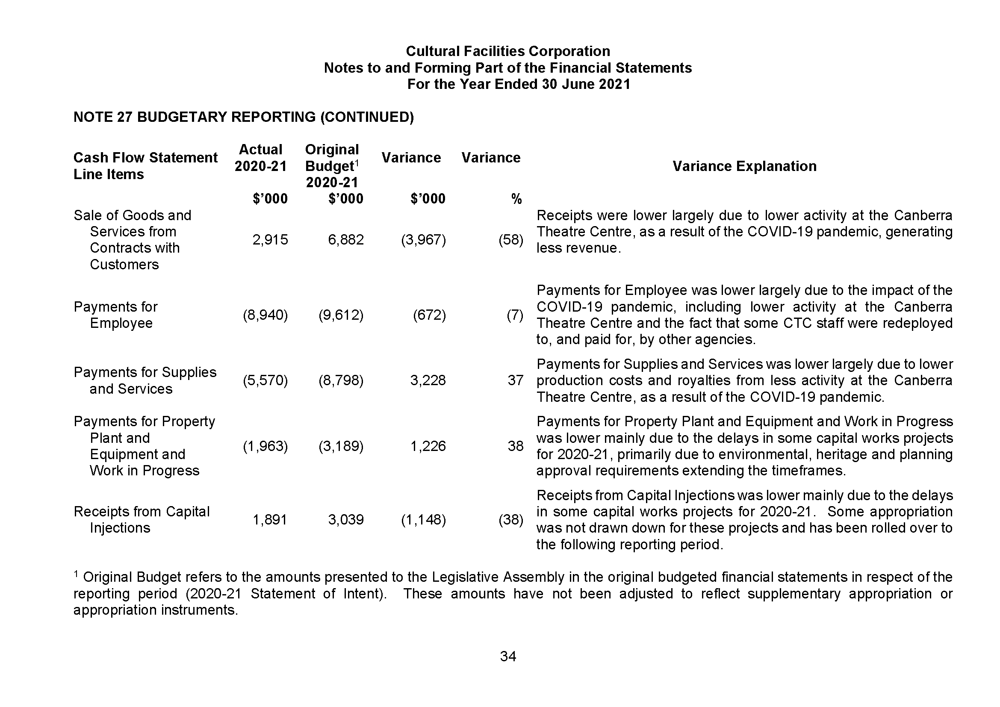 Cultural Facilities Corporation
Notes to and Forming Part of the Financial Statements
For the Year Ended 30 June 2021
NOTE 27 BUDGETARY REPORTING (CONTINUED)
Cash Flow Statement Line Items | Actual 2020-21 | Original Budget¹ 2020-21 | Variance | Variance | Variance Explanation
$’000 $’000 $’000 %
Sale of Goods and
Services from
Contracts with
Customers
2,915 6,882 (3,967) (58)
Receipts were lower largely due to lower activity at the Canberra
Theatre Centre, as a result of the COVID-19 pandemic, generating
less revenue.
Payments for
Employee
(8,940) (9,612) (672) (7)
Payments for Employee was lower largely due to the impact of the
COVID-19 pandemic, including lower activity at the Canberra
Theatre Centre and the fact that some CTC staff were redeployed
to, and paid for, by other agencies.
Payments for Supplies
and Services
(5,570) (8,798) 3,228 37
Payments for Supplies and Services was lower largely due to lower
production costs and royalties from less activity at the Canberra
Theatre Centre, as a result of the COVID-19 pandemic.
Payments for Property
Plant and
Equipment and
Work in Progress
(1,963) (3,189) 1,226 38
Payments for Property Plant and Equipment and Work in Progress
was lower mainly due to the delays in some capital works projects
for 2020-21, primarily due to environmental, heritage and planning
approval requirements extending the timeframes.
Receipts from Capital
Injections
1,891 3,039 (1,148) (38)
Receipts from Capital Injections was lower mainly due to the delays
in some capital works projects for 2020-21. Some appropriation
was not drawn down for these projects and has been rolled over to
the following reporting period.
¹ Original Budget refers to the amounts presented to the Legislative Assembly in the original budgeted financial statements in respect of the
reporting period (2020-21 Statement of Intent). These amounts have not been adjusted to reflect supplementary appropriation or
appropriation instruments.
34